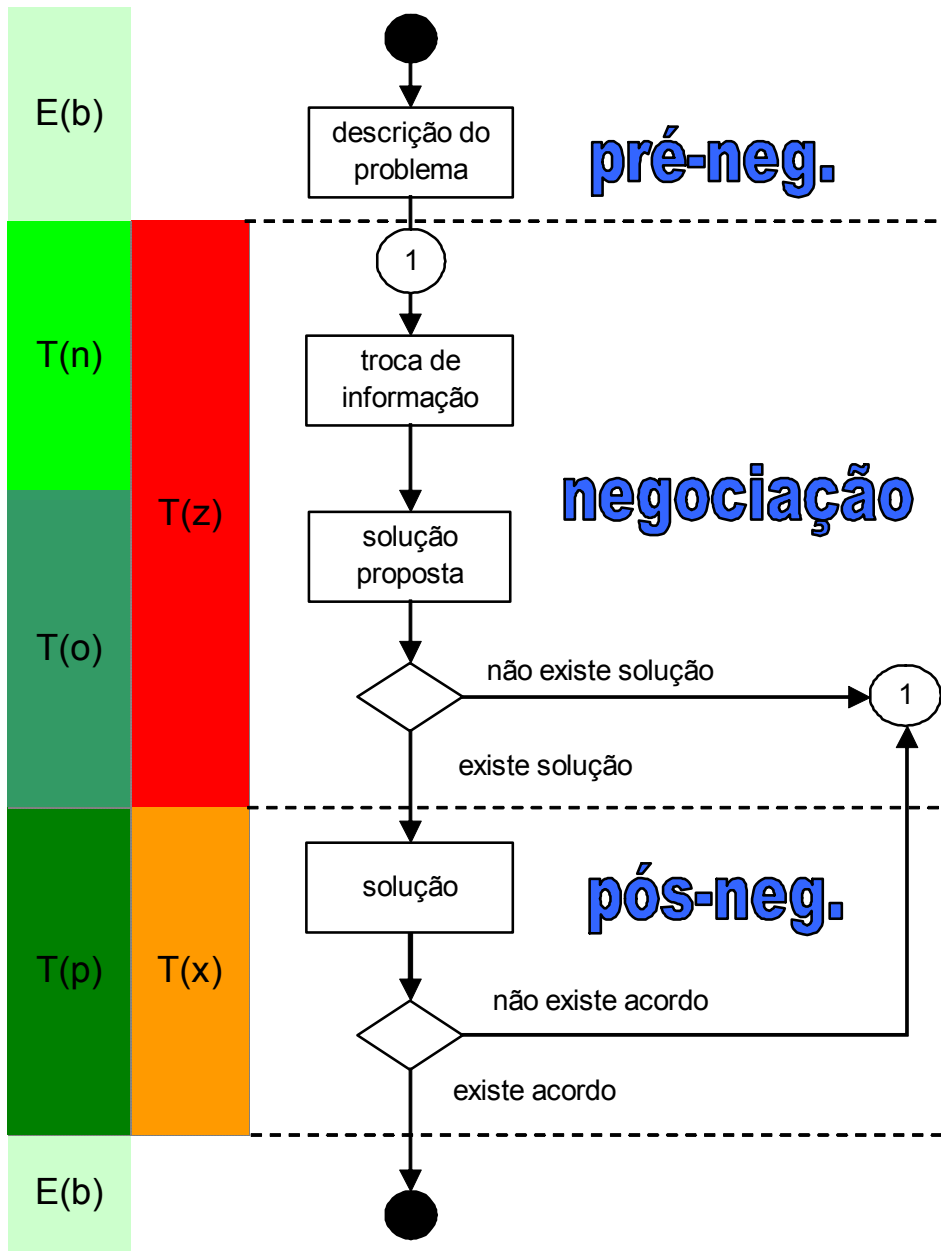 E(b)
descrição do
problema
pré-neg.
1
T(n)
troca de
informação
negociação
T(z)
solução
proposta
T(o)
não existe solução
1
existe solução
solução
pós-neg.
T(p)
T(x)
não existe acordo
existe acordo
E(b)